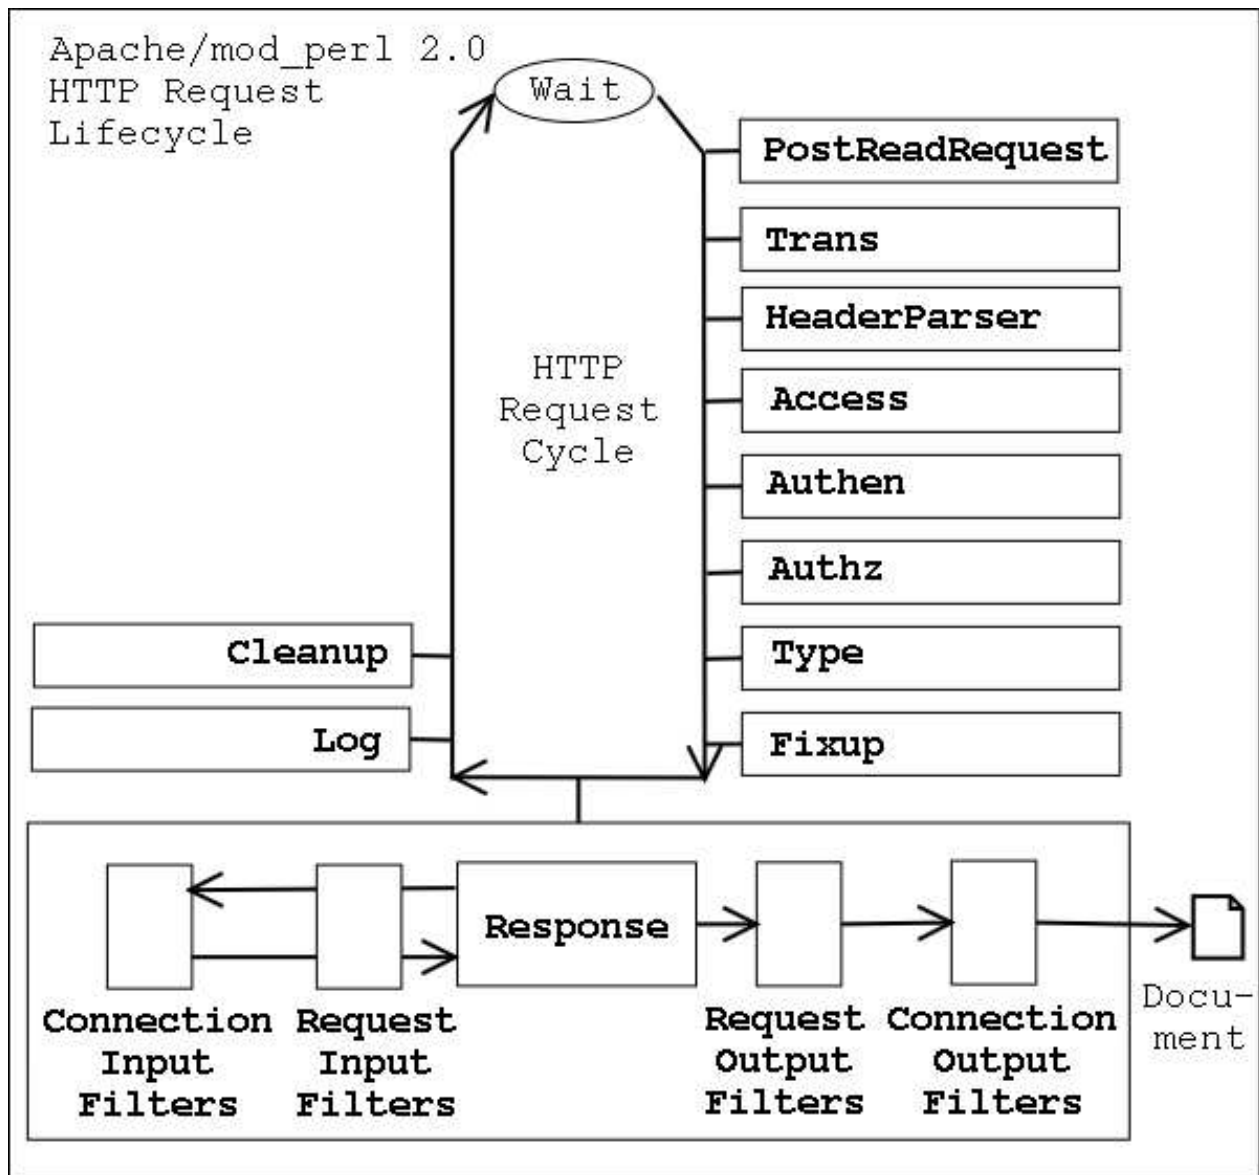 Apache/mod_perl 2.0
HTTP Request
Lifecycle
Wait
PostReadRequest
Trans
HeaderParser
HTTP
Request
Cycle
Access
Authen
Authz
Type
Fixup
Cleanup
Log
Response
Connection
Input
Filters
Request
Input
Filters
Request
Output
Filters
Connection
Output
Filters
Docu-
ment